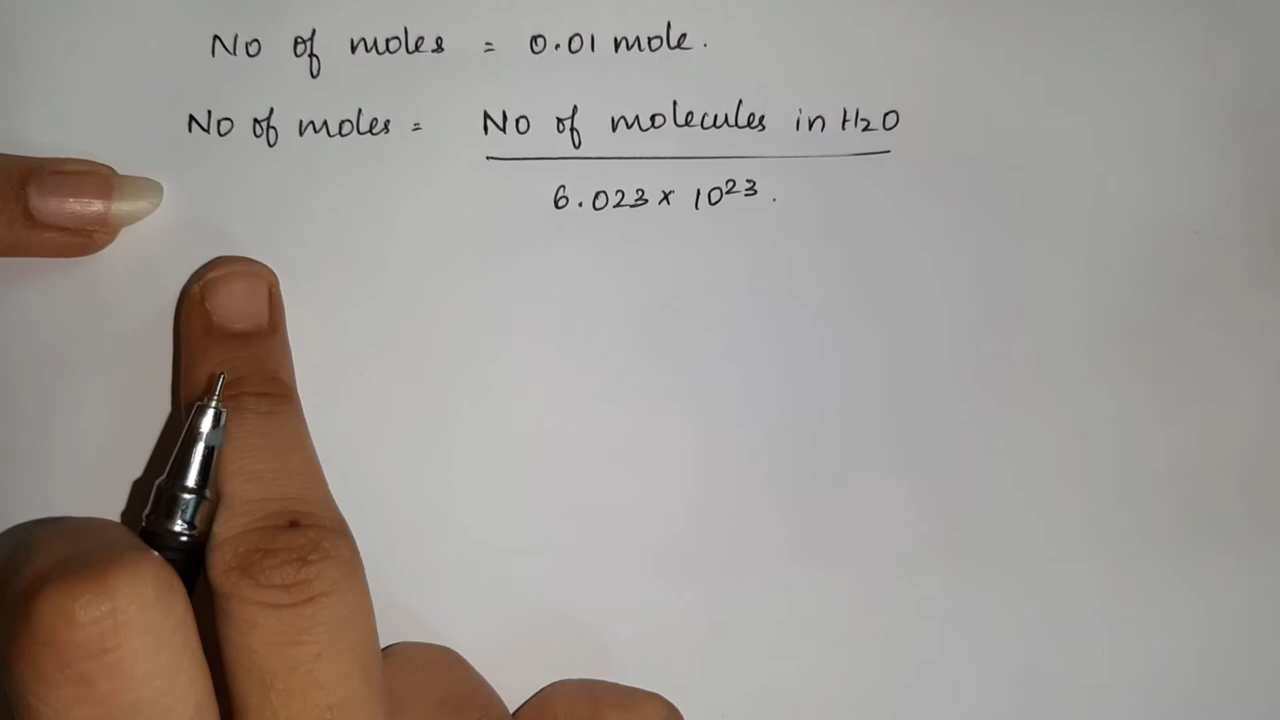 No of moles = 0.01 mole.
No of moles = No of molecules in H2O
6.023 x 10^23.